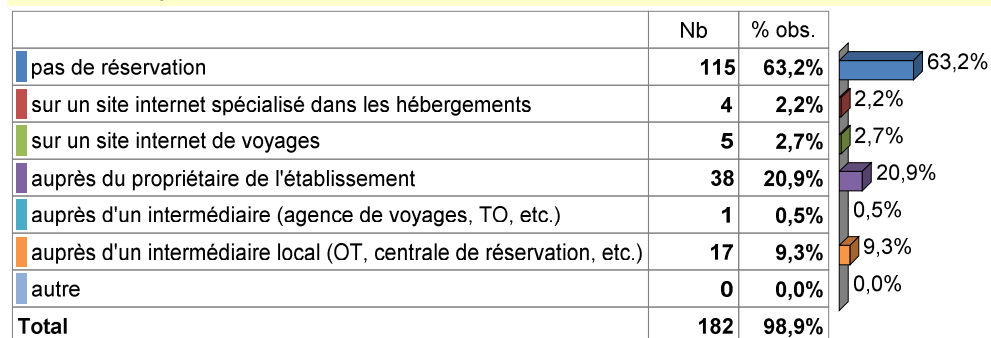 Nb % obs.
pas de réservation 115 63,2% 63,2%
sur un site internet spécialisé dans les hébergements 4 2,2% 2,2%
sur un site internet de voyages 5 2,7% 2,7%
auprès du propriétaire de l'établissement 38 20,9% 20,9%
auprès d'un intermédiaire (agence de voyages, TO, etc.) 1 0,5% 0,5%
auprès d'un intermédiaire local (OT, centrale de réservation, etc.) 17 9,3% 9,3%
autre 0 0,0% 0,0%
Total 182 98,9%